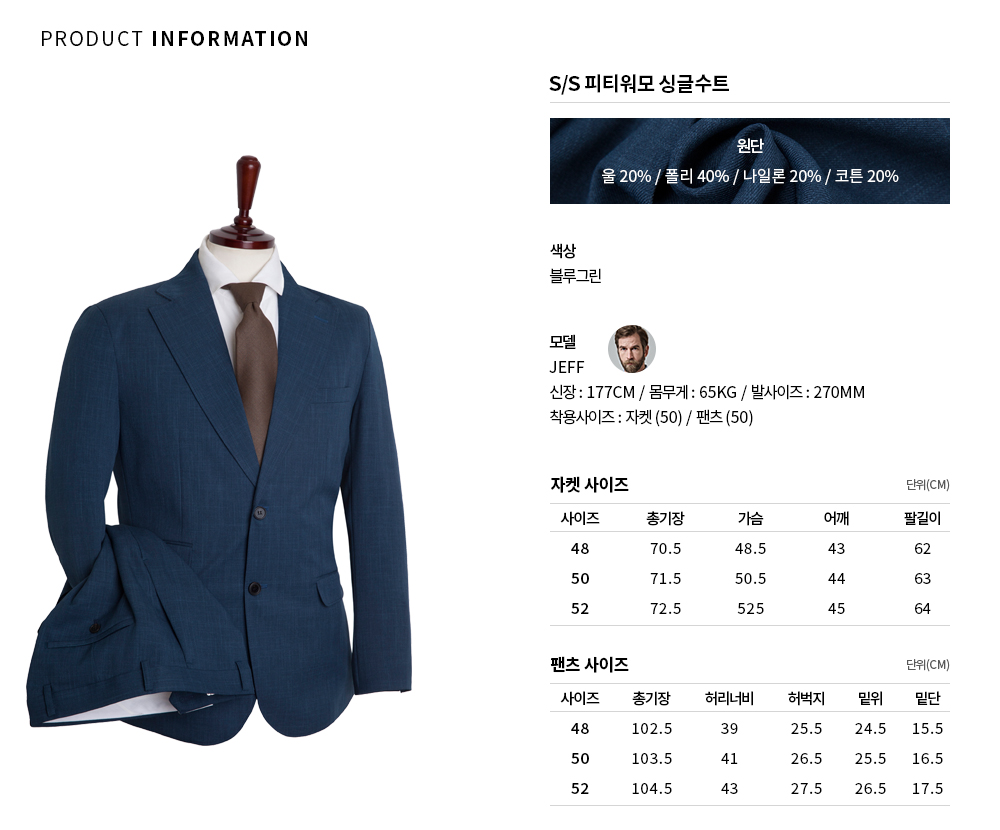 PRODUCT INFORMATION
S/S 피티워모 싱글수트
원단
울 20% / 폴리 40% / 나일론 20% / 코튼 20%
색상
블루그린
모델
JEFF
신장 : 177CM / 몸무게 : 65KG / 발사이즈 : 270MM
착용사이즈 : 자켓 (50) / 팬츠 (50)
자켓 사이즈 단위(CM)
사이즈 총기장 가슴 어깨 팔길이
48 70.5 48.5 43 62
50 71.5 50.5 44 63
52 72.5 525 45 64
팬츠 사이즈 단위(CM)
사이즈 총기장 허리너비 허벅지 밑위 밑단
48 102.5 39 25.5 24.5 15.5
50 103.5 41 26.5 25.5 16.5
52 104.5 43 27.5 26.5 17.5